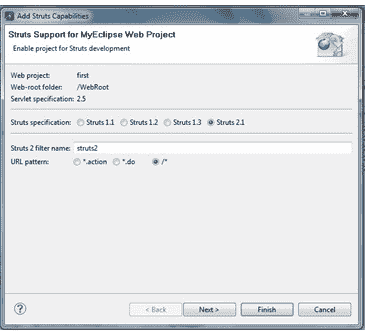 Add Struts Capabilities
Struts Support for MyEclipse Web Project
Enable project for Struts development
Web project: first
Web-root folder: /WebRoot
Servlet specification: 2.5
Struts specification: Struts 1.1 Struts 1.2 Struts 1.3 Struts 2.1
Struts 2 filter name: struts2
URL pattern: *.action *.do /*
? < Back Next > Finish Cancel